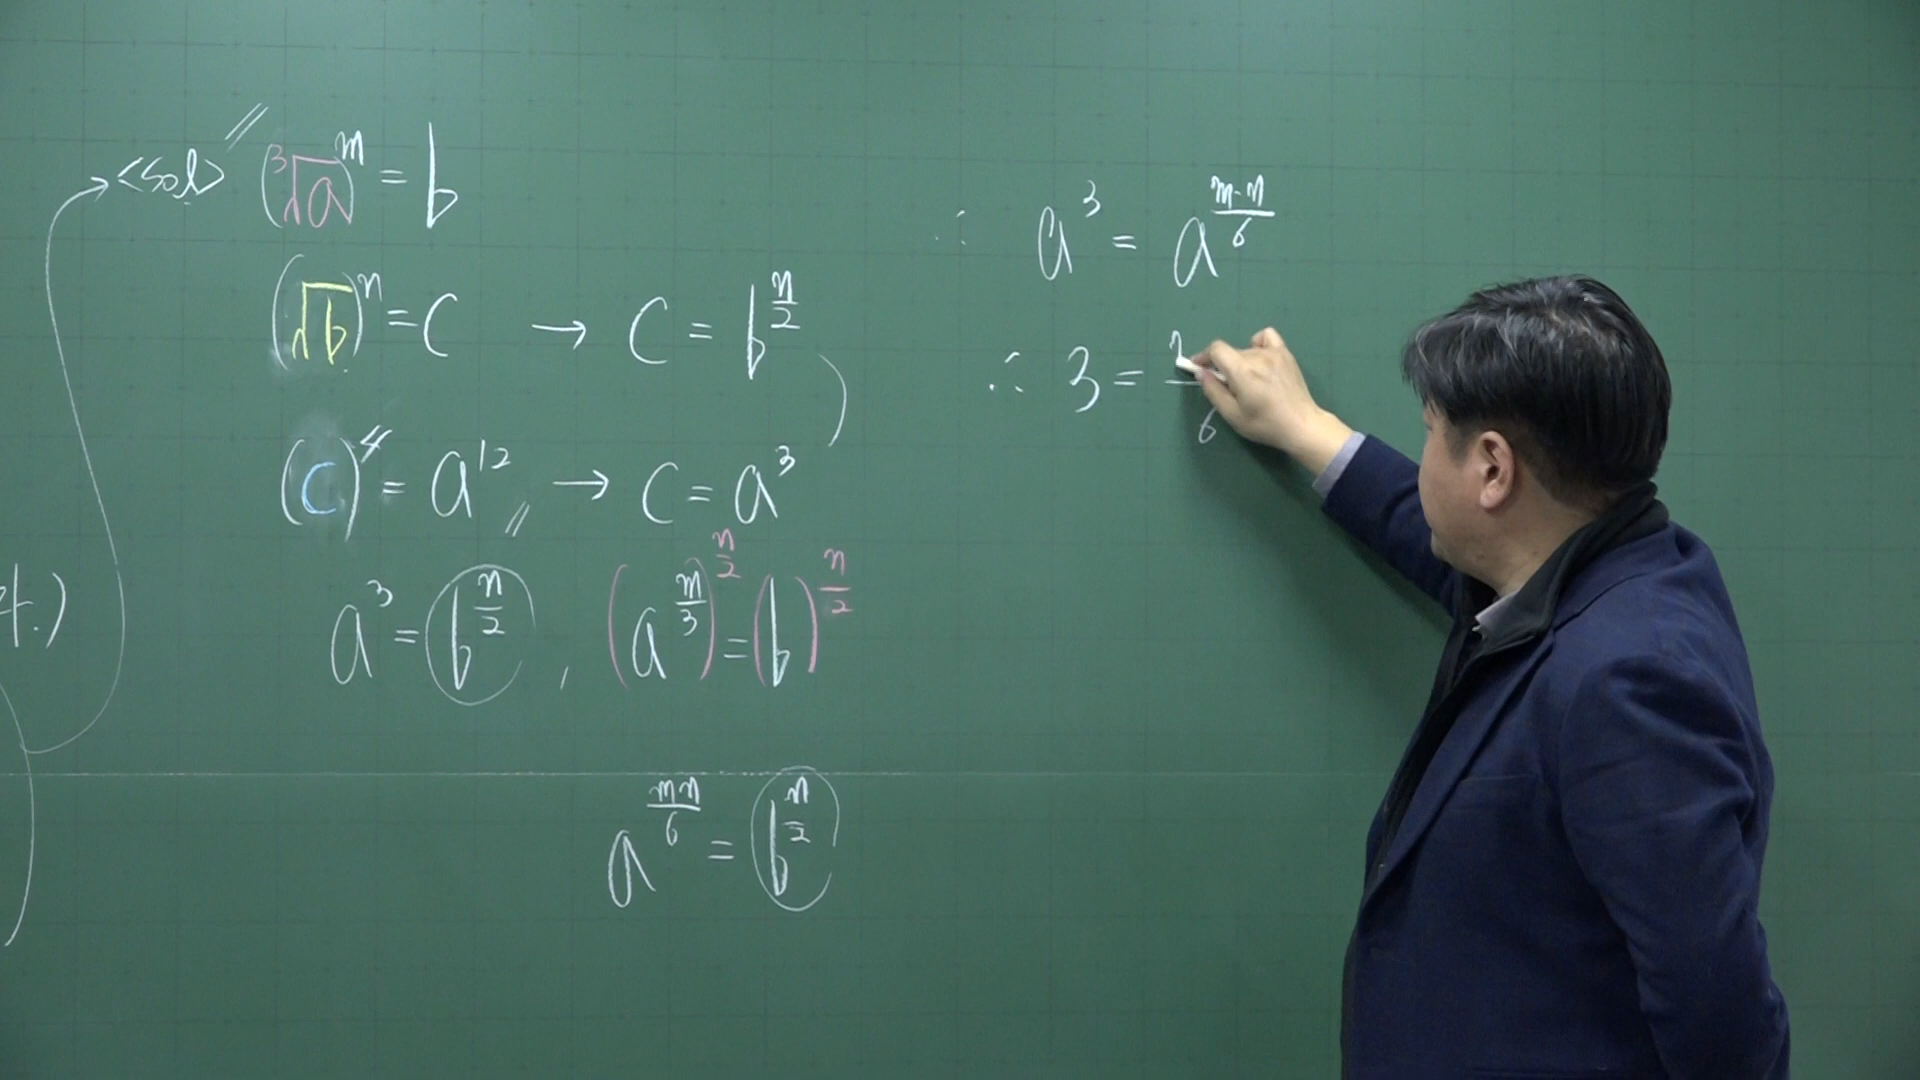 <sol> (∛a)^m = b
(√b)^n = C → C = b^(n/2)
(C)^4 = a^12 → C = a^3
a^3 = b^(n/2) , (a^(m/3))^(n/2) = (b)^(n/2)
a^(mn/6) = b^(n/2)
∴ a^3 = a^(m·n/6)
∴ 3 = /6